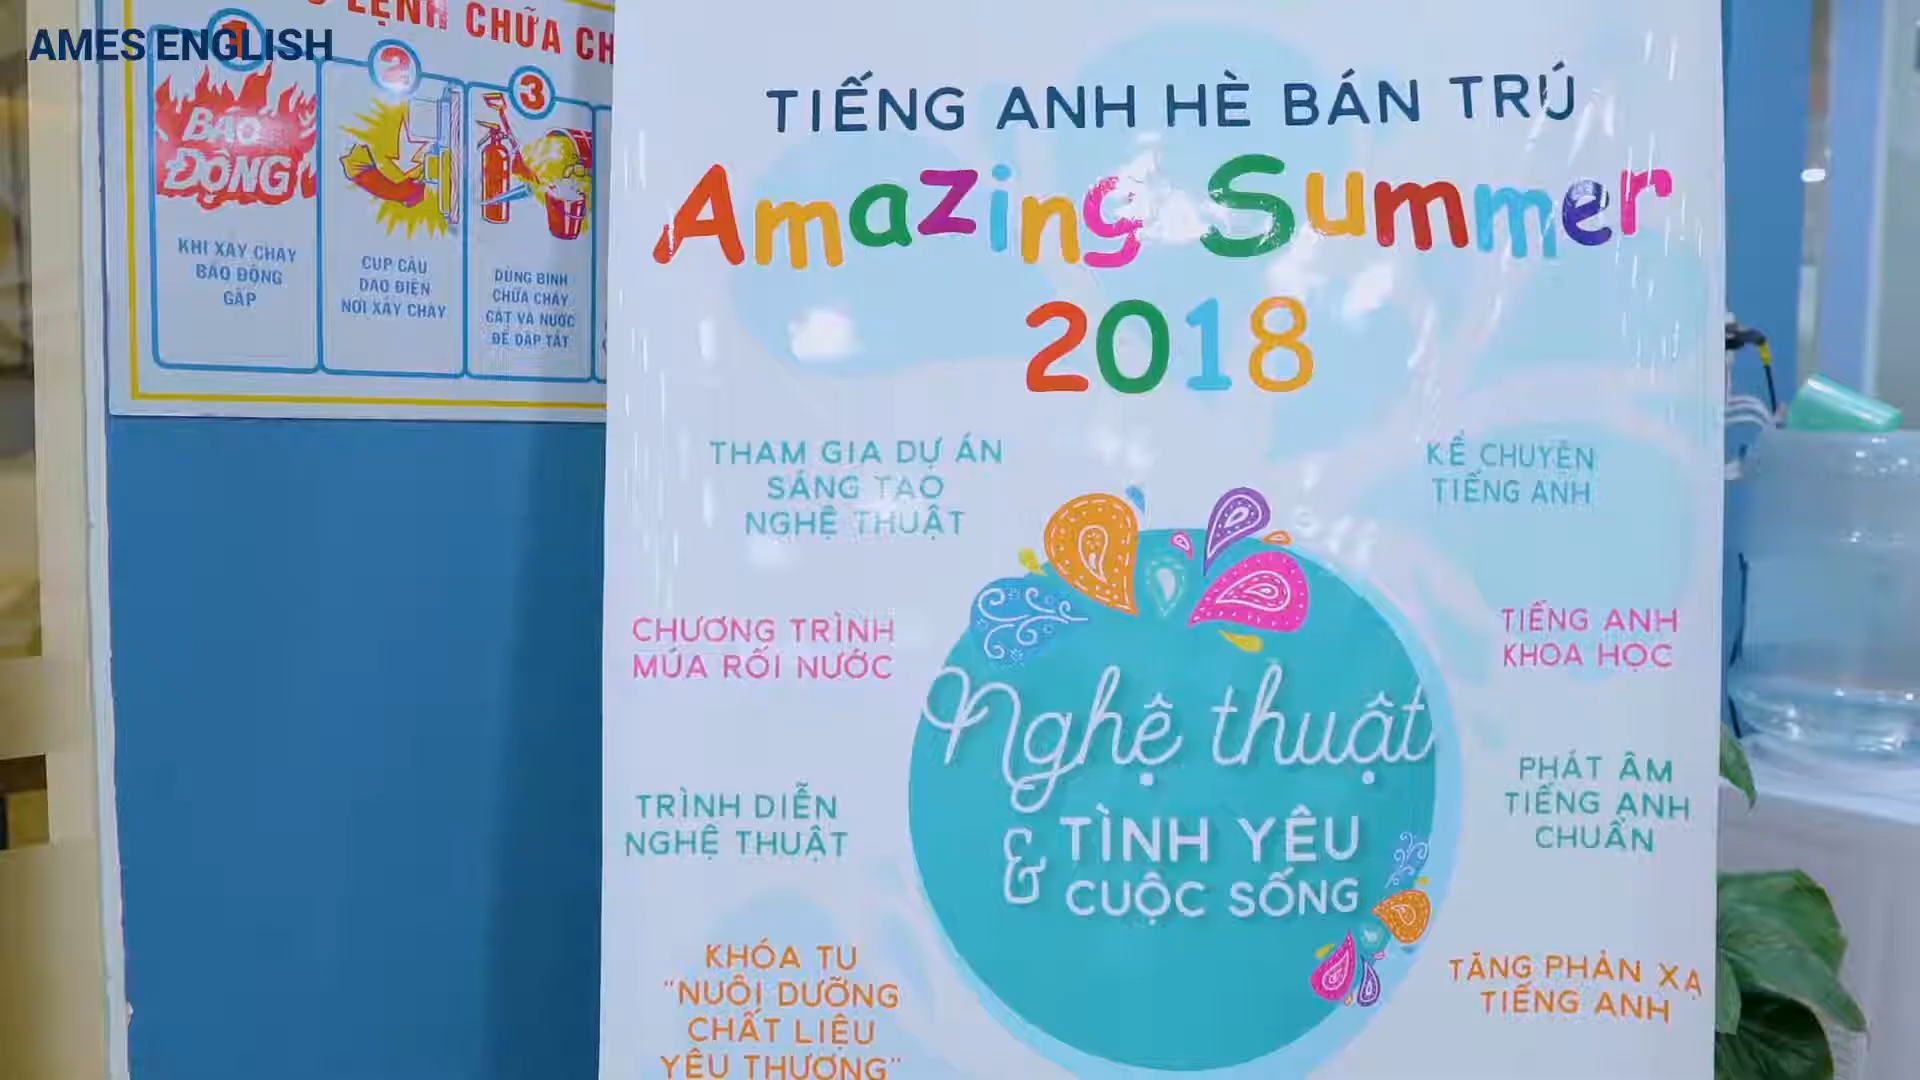 AMES ENGLISH
LỆNH CHỮA CH
1
BÁO
ĐỘNG
KHI XẢY CHÁY
BÁO ĐỘNG
GẤP
2
CÚP CẦU
DAO ĐIỆN
NƠI XẢY CHÁY
3
DÙNG BÌNH
CHỮA CHÁY,
CÁT VÀ NƯỚC
ĐỂ DẬP TẮT
TIẾNG ANH HÈ BÁN TRÚ
Amazing Summer
2018
THAM GIA DỰ ÁN
SÁNG TẠO
NGHỆ THUẬT
CHƯƠNG TRÌNH
MÚA RỐI NƯỚC
TRÌNH DIỄN
NGHỆ THUẬT
KHÓA TU
"NUÔI DƯỠNG
CHẤT LIỆU
YÊU THƯƠNG"
Nghệ thuật
& TÌNH YÊU
CUỘC SỐNG
KỂ CHUYỆN
TIẾNG ANH
TIẾNG ANH
KHOA HỌC
PHÁT ÂM
TIẾNG ANH
CHUẨN
TĂNG PHẢN XẠ
TIẾNG ANH